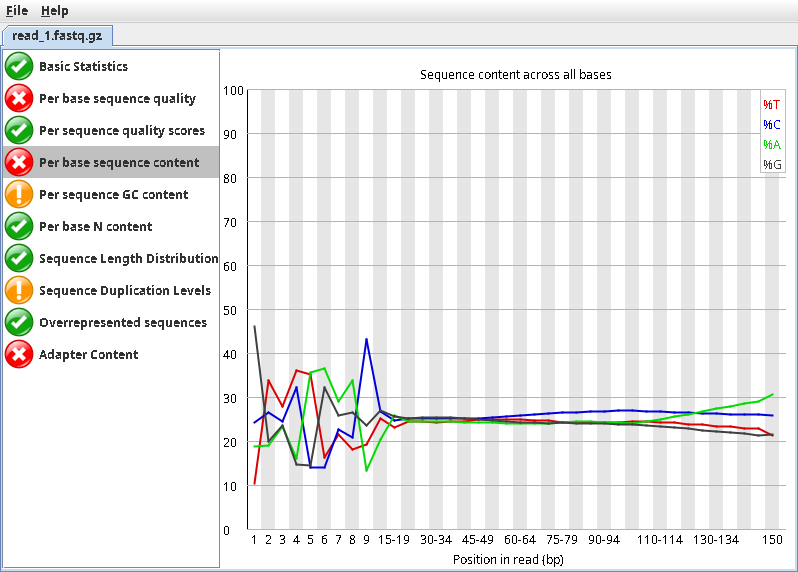 File Help
read_1.fastq.gz
Basic Statistics
Per base sequence quality
Per sequence quality scores
Per base sequence content
Per sequence GC content
Per base N content
Sequence Length Distribution
Sequence Duplication Levels
Overrepresented sequences
Adapter Content
Sequence content across all bases
100
90
80
70
60
50
40
30
20
10
0
%T
%C
%A
%G
1 2 3 4 5 6 7 8 9 15-19 30-34 45-49 60-64 75-79 90-94 110-114 130-134 150
Position in read (bp)